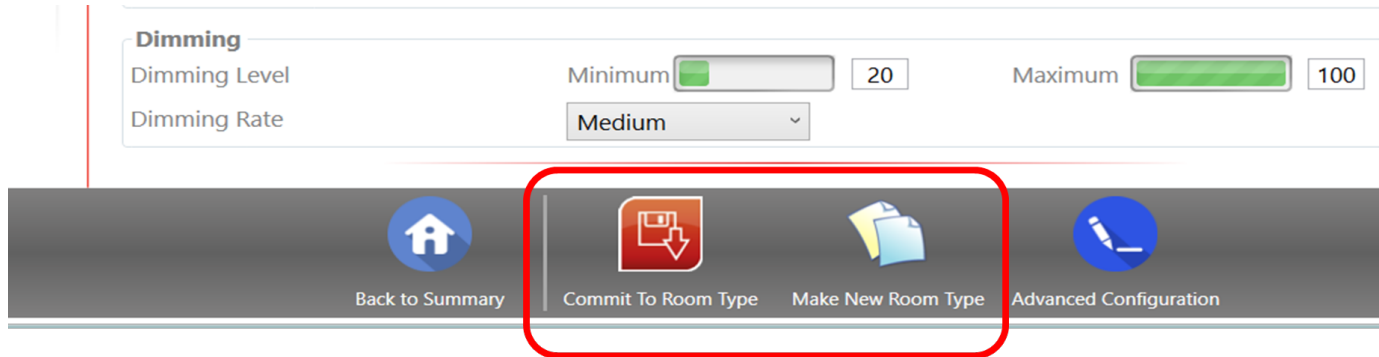 Dimming
Dimming Level Minimum 20 Maximum 100
Dimming Rate Medium
Back to Summary Commit To Room Type Make New Room Type Advanced Configuration